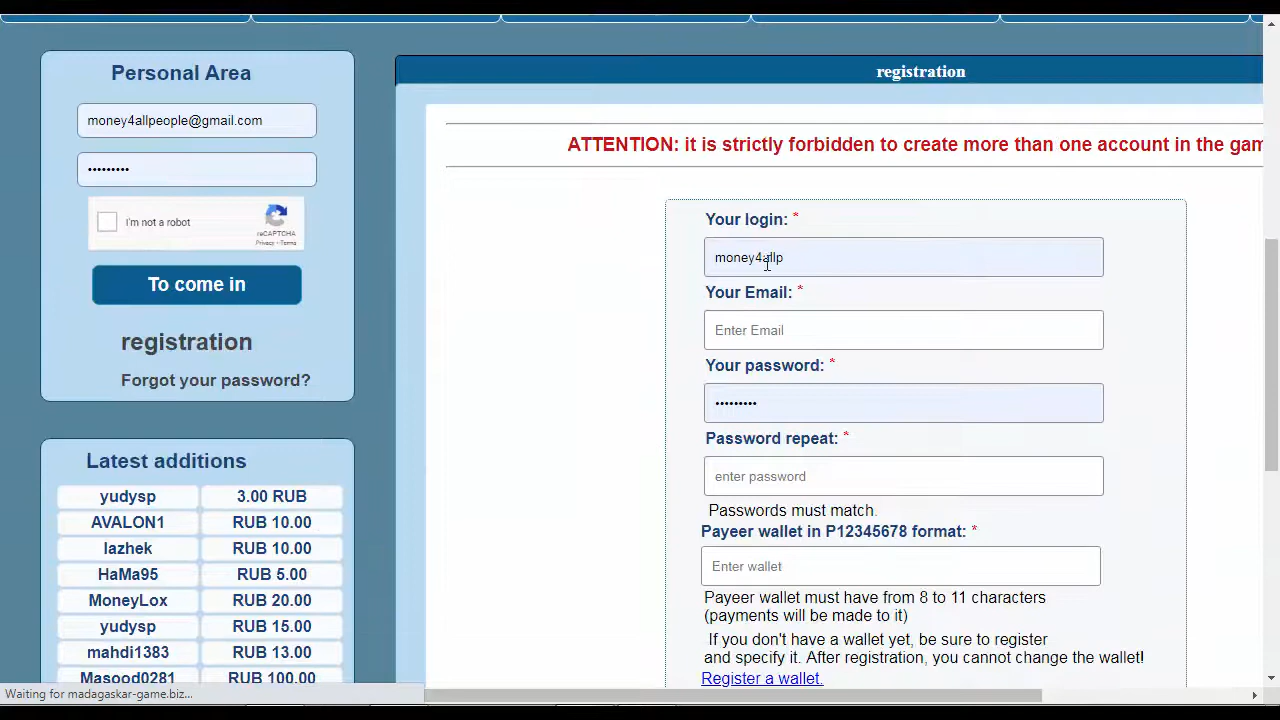 Personal Area
money4allpeople@gmail.com
•••••••••
I'm not a robot
reCAPTCHA
Privacy - Terms
To come in
registration
Forgot your password?
Latest additions
yudysp 3.00 RUB
AVALON1 RUB 10.00
lazhek RUB 10.00
HaMa95 RUB 5.00
MoneyLox RUB 20.00
yudysp RUB 15.00
mahdi1383 RUB 13.00
Masood0281 RUB 100.00
registration
ATTENTION: it is strictly forbidden to create more than one account in the gam
Your login: *
money4allp
Your Email: *
Enter Email
Your password: *
•••••••••
Password repeat: *
enter password
Passwords must match.
Payeer wallet in P12345678 format: *
Enter wallet
Payeer wallet must have from 8 to 11 characters
(payments will be made to it)
If you don't have a wallet yet, be sure to register
and specify it. After registration, you cannot change the wallet!
Register a wallet.
Waiting for madagaskar-game.biz...